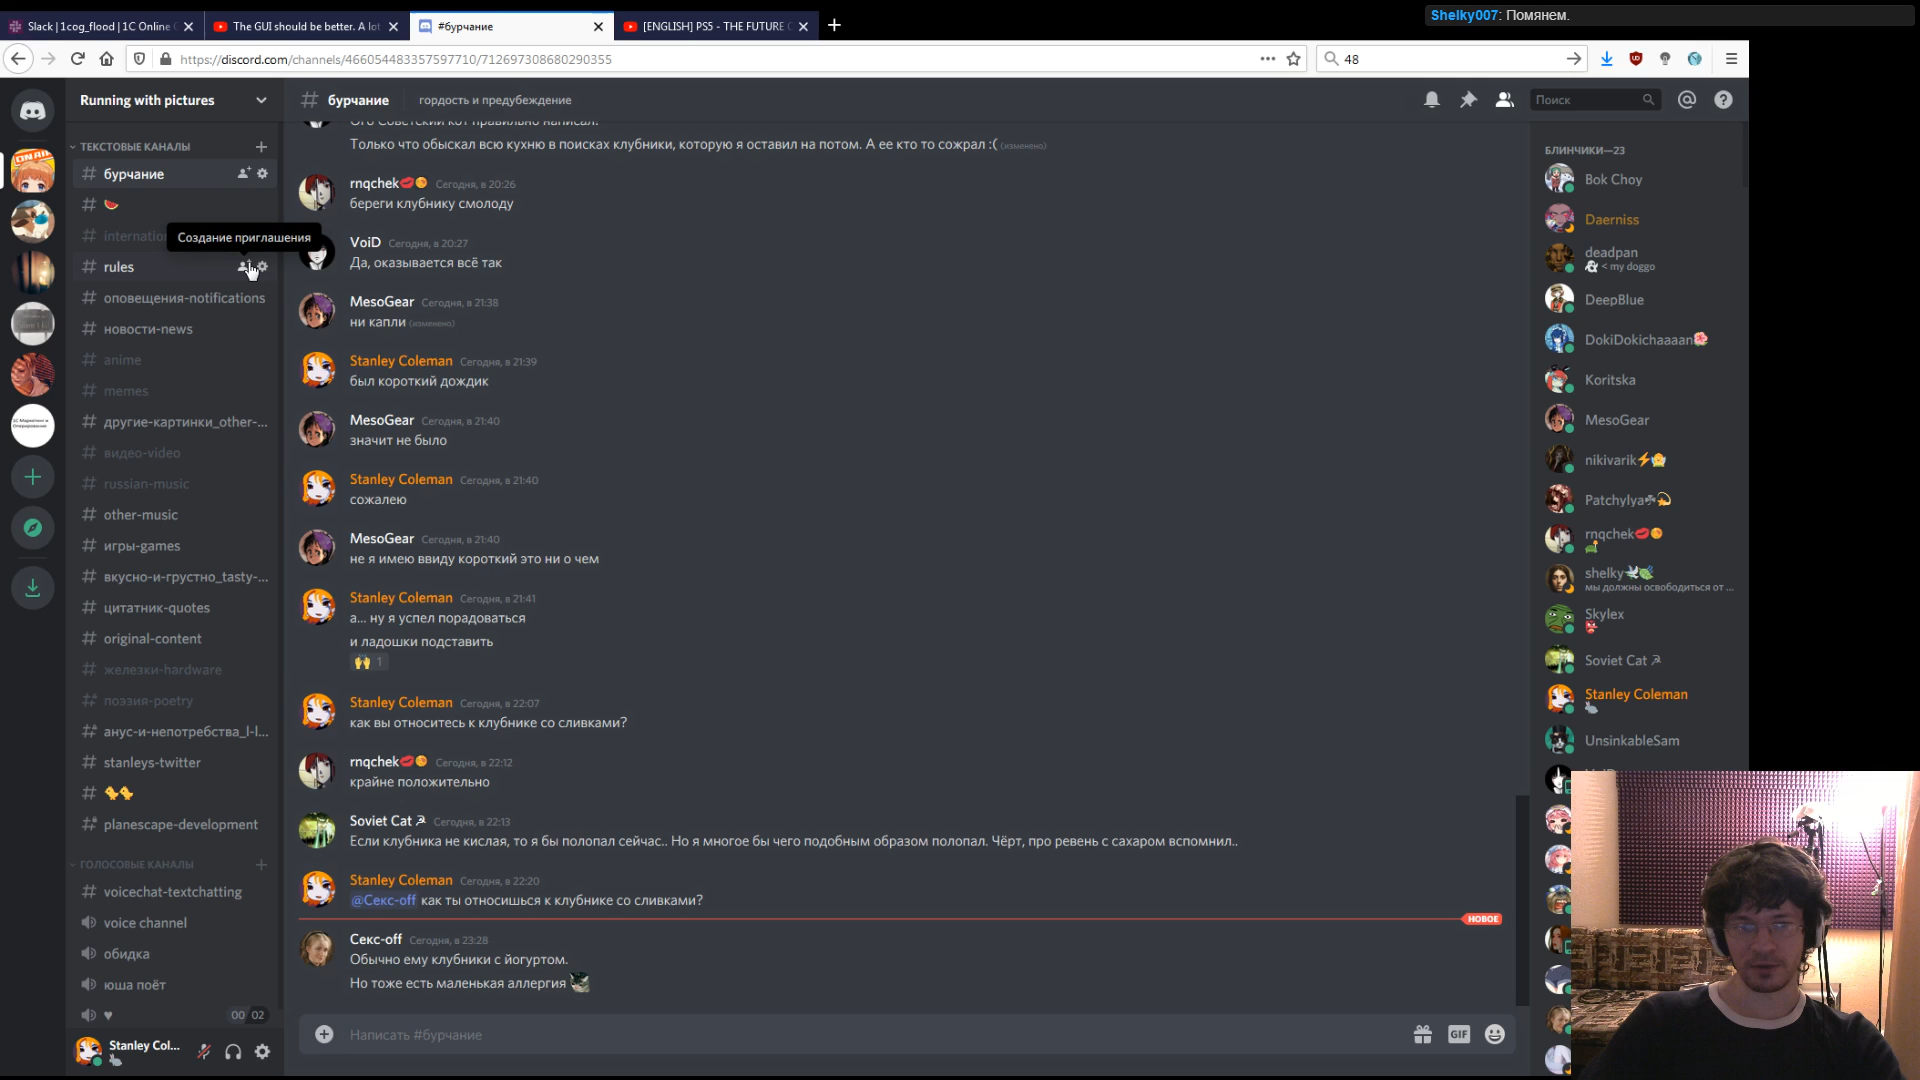 Slack | 1cog_flood | 1C Online
The GUI should be better. A lot
#бурчание
[ENGLISH] PS5 - THE FUTURE
Shelky007: Помянем.
https://discord.com/channels/466054483357597710/712697308680290355
48
Running with pictures
бурчание
гордость и предубеждение
Поиск
ТЕКСТОВЫЕ КАНАЛЫ
бурчание
Создание приглашения
rules
оповещения-notifications
новости-news
anime
memes
другие-картинки_other-...
видео-video
russian-music
other-music
игры-games
вкусно-и-грустно_tasty-...
цитатник-quotes
original-content
железки-hardware
поэзия-poetry
анус-и-непотребства_l-l...
stanleys-twitter
planescape-development
ГОЛОСОВЫЕ КАНАЛЫ
voicechat-textchatting
voice channel
обидка
юша поёт
♥
00 02
Stanley Col...
Ого Советский кот правильно написал!
Только что обыскал всю кухню в поисках клубники, которую я оставил на потом. А ее кто то сожрал :( (изменено)
rnqchek Сегодня, в 20:26
береги клубнику смолоду
VoiD Сегодня, в 20:27
Да, оказывается всё так
MesoGear Сегодня, в 21:38
ни капли (изменено)
Stanley Coleman Сегодня, в 21:39
был короткий дождик
MesoGear Сегодня, в 21:40
значит не было
Stanley Coleman Сегодня, в 21:40
сожалею
MesoGear Сегодня, в 21:40
не я имею ввиду короткий это ни о чем
Stanley Coleman Сегодня, в 21:41
а... ну я успел порадоваться
и ладошки подставить
1
Stanley Coleman Сегодня, в 22:07
как вы относитесь к клубнике со сливками?
rnqchek Сегодня, в 22:12
крайне положительно
Soviet Cat ☭ Сегодня, в 22:13
Если клубника не кислая, то я бы полопал сейчас.. Но я многое бы чего подобным образом полопал. Чёрт, про ревень с сахаром вспомнил..
Stanley Coleman Сегодня, в 22:20
@Секс-off как ты относишься к клубнике со сливками?
НОВОЕ
Секс-off Сегодня, в 23:28
Обычно ему клубники с йогуртом.
Но тоже есть маленькая аллергия
Написать #бурчание
GIF
БЛИНЧИКИ—23
Bok Choy
Daerniss
deadpan
< my doggo
DeepBlue
DokiDokichaaaan
Koritska
MesoGear
nikivarik
Patchylya
rnqchek
shelky
мы должны освободиться от ...
Skylex
Soviet Cat ☭
Stanley Coleman
UnsinkableSam